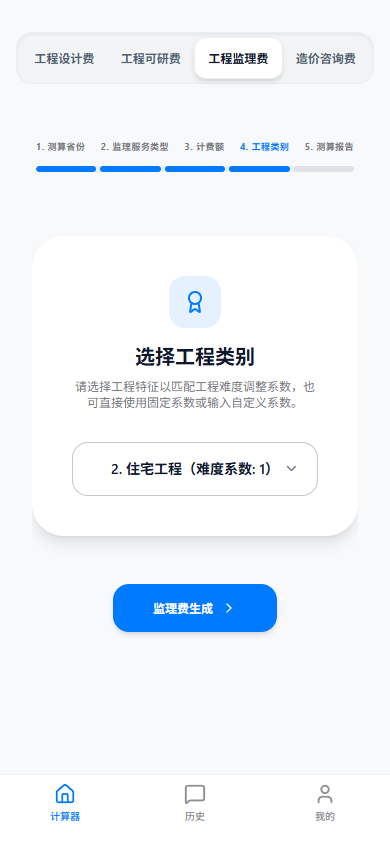 工程设计费 工程可研费 工程监理费 造价咨询费
1. 测算省份 2. 监理服务类型 3. 计费额 4. 工程类别 5. 测算报告
选择工程类别
请选择工程特征以匹配工程难度调整系数，也
可直接使用固定系数或输入自定义系数。
2. 住宅工程（难度系数: 1）
监理费生成
计算器 历史 我的